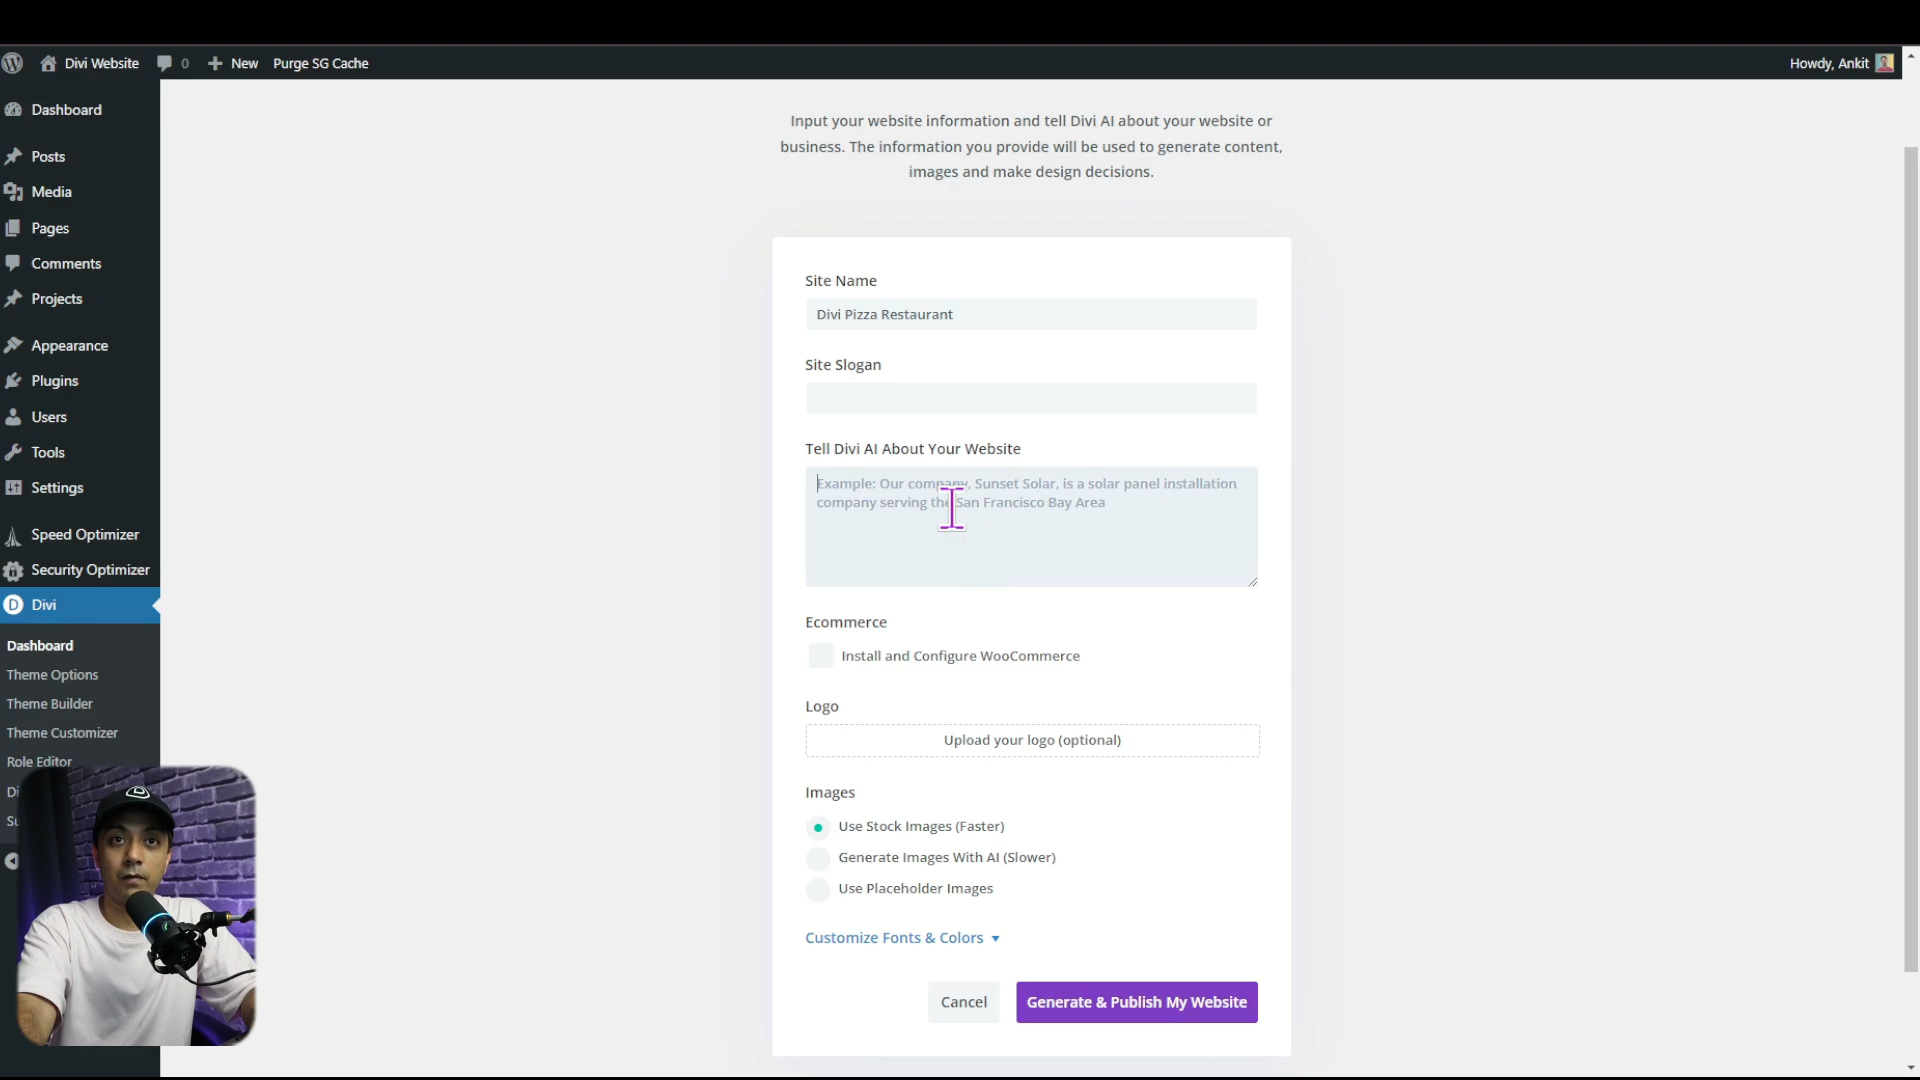 Divi Website
0
New
Purge SG Cache
Howdy, Ankit
Dashboard
Posts
Media
Pages
Comments
Projects
Appearance
Plugins
Users
Tools
Settings
Speed Optimizer
Security Optimizer
Divi
Dashboard
Theme Options
Theme Builder
Theme Customizer
Role Editor
Input your website information and tell Divi AI about your website or
business. The information you provide will be used to generate content,
images and make design decisions.
Site Name
Divi Pizza Restaurant
Site Slogan
Tell Divi AI About Your Website
Example: Our company, Sunset Solar, is a solar panel installation
company serving the San Francisco Bay Area
Ecommerce
Install and Configure WooCommerce
Logo
Upload your logo (optional)
Images
Use Stock Images (Faster)
Generate Images With AI (Slower)
Use Placeholder Images
Customize Fonts & Colors
Cancel
Generate & Publish My Website